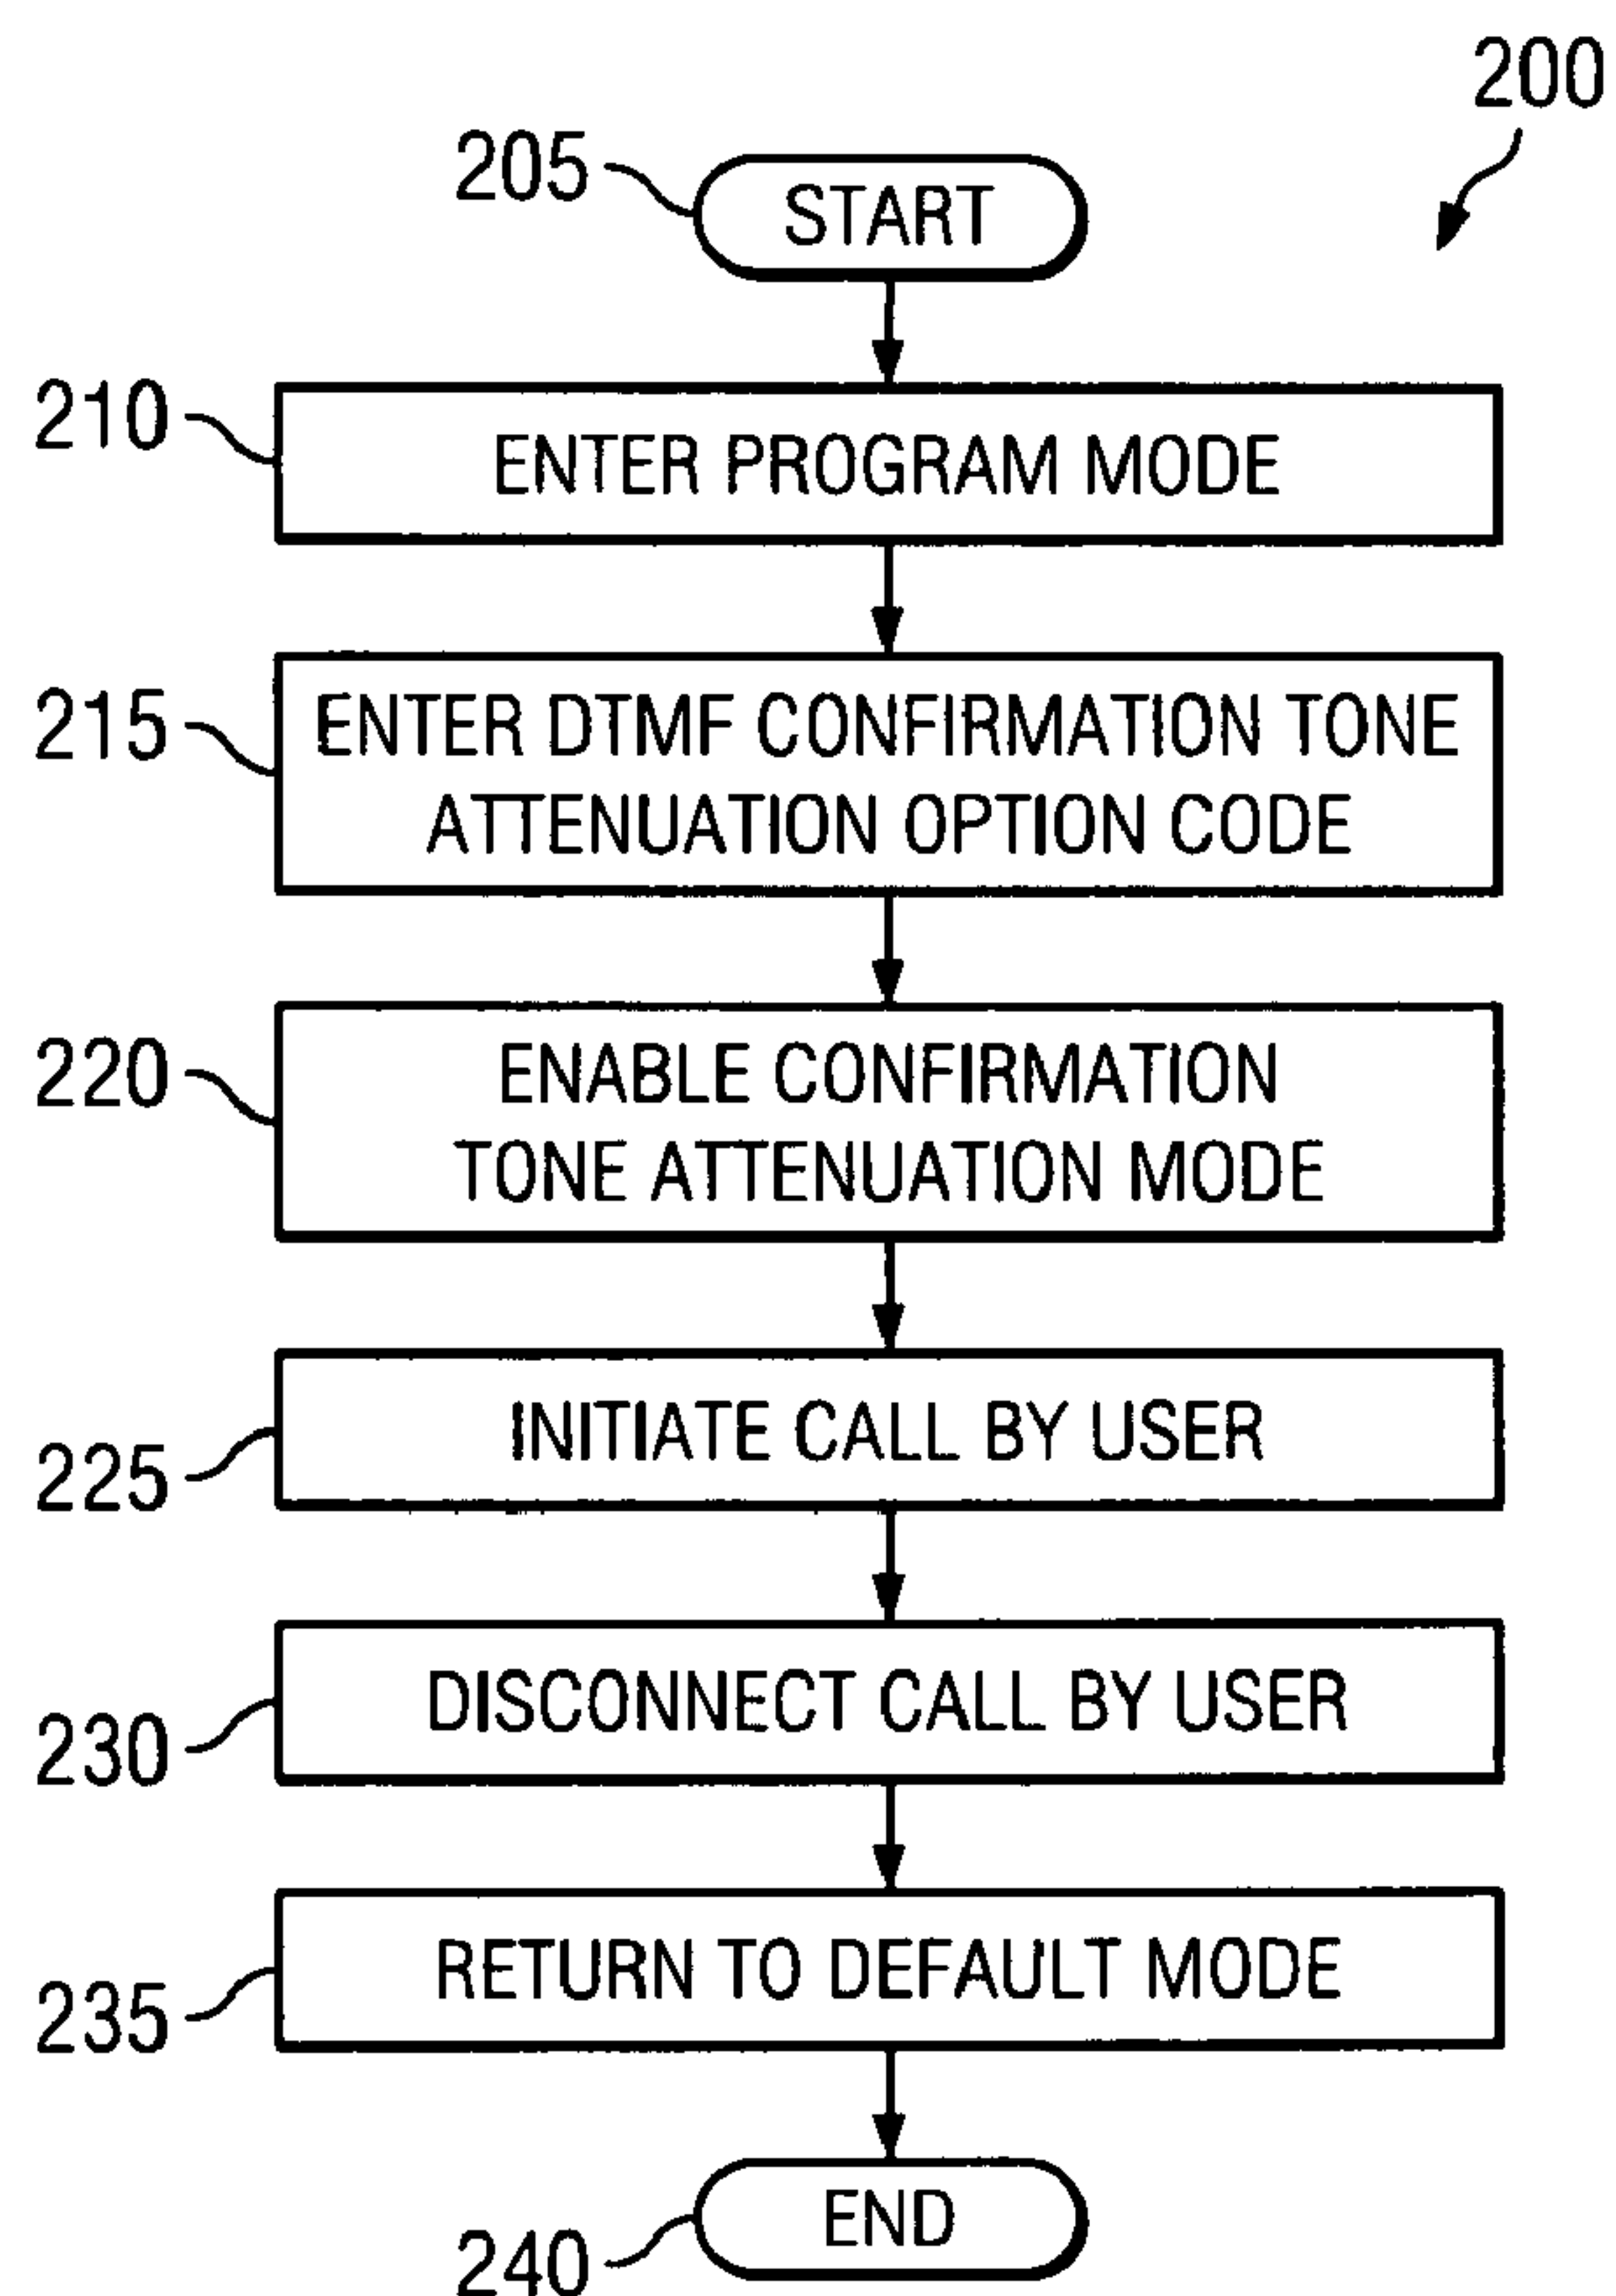 200
205
START
210
ENTER PROGRAM MODE
215
ENTER DTMF CONFIRMATION TONE
ATTENUATION OPTION CODE
220
ENABLE CONFIRMATION
TONE ATTENUATION MODE
225
INITIATE CALL BY USER
230
DISCONNECT CALL BY USER
235
RETURN TO DEFAULT MODE
240
END